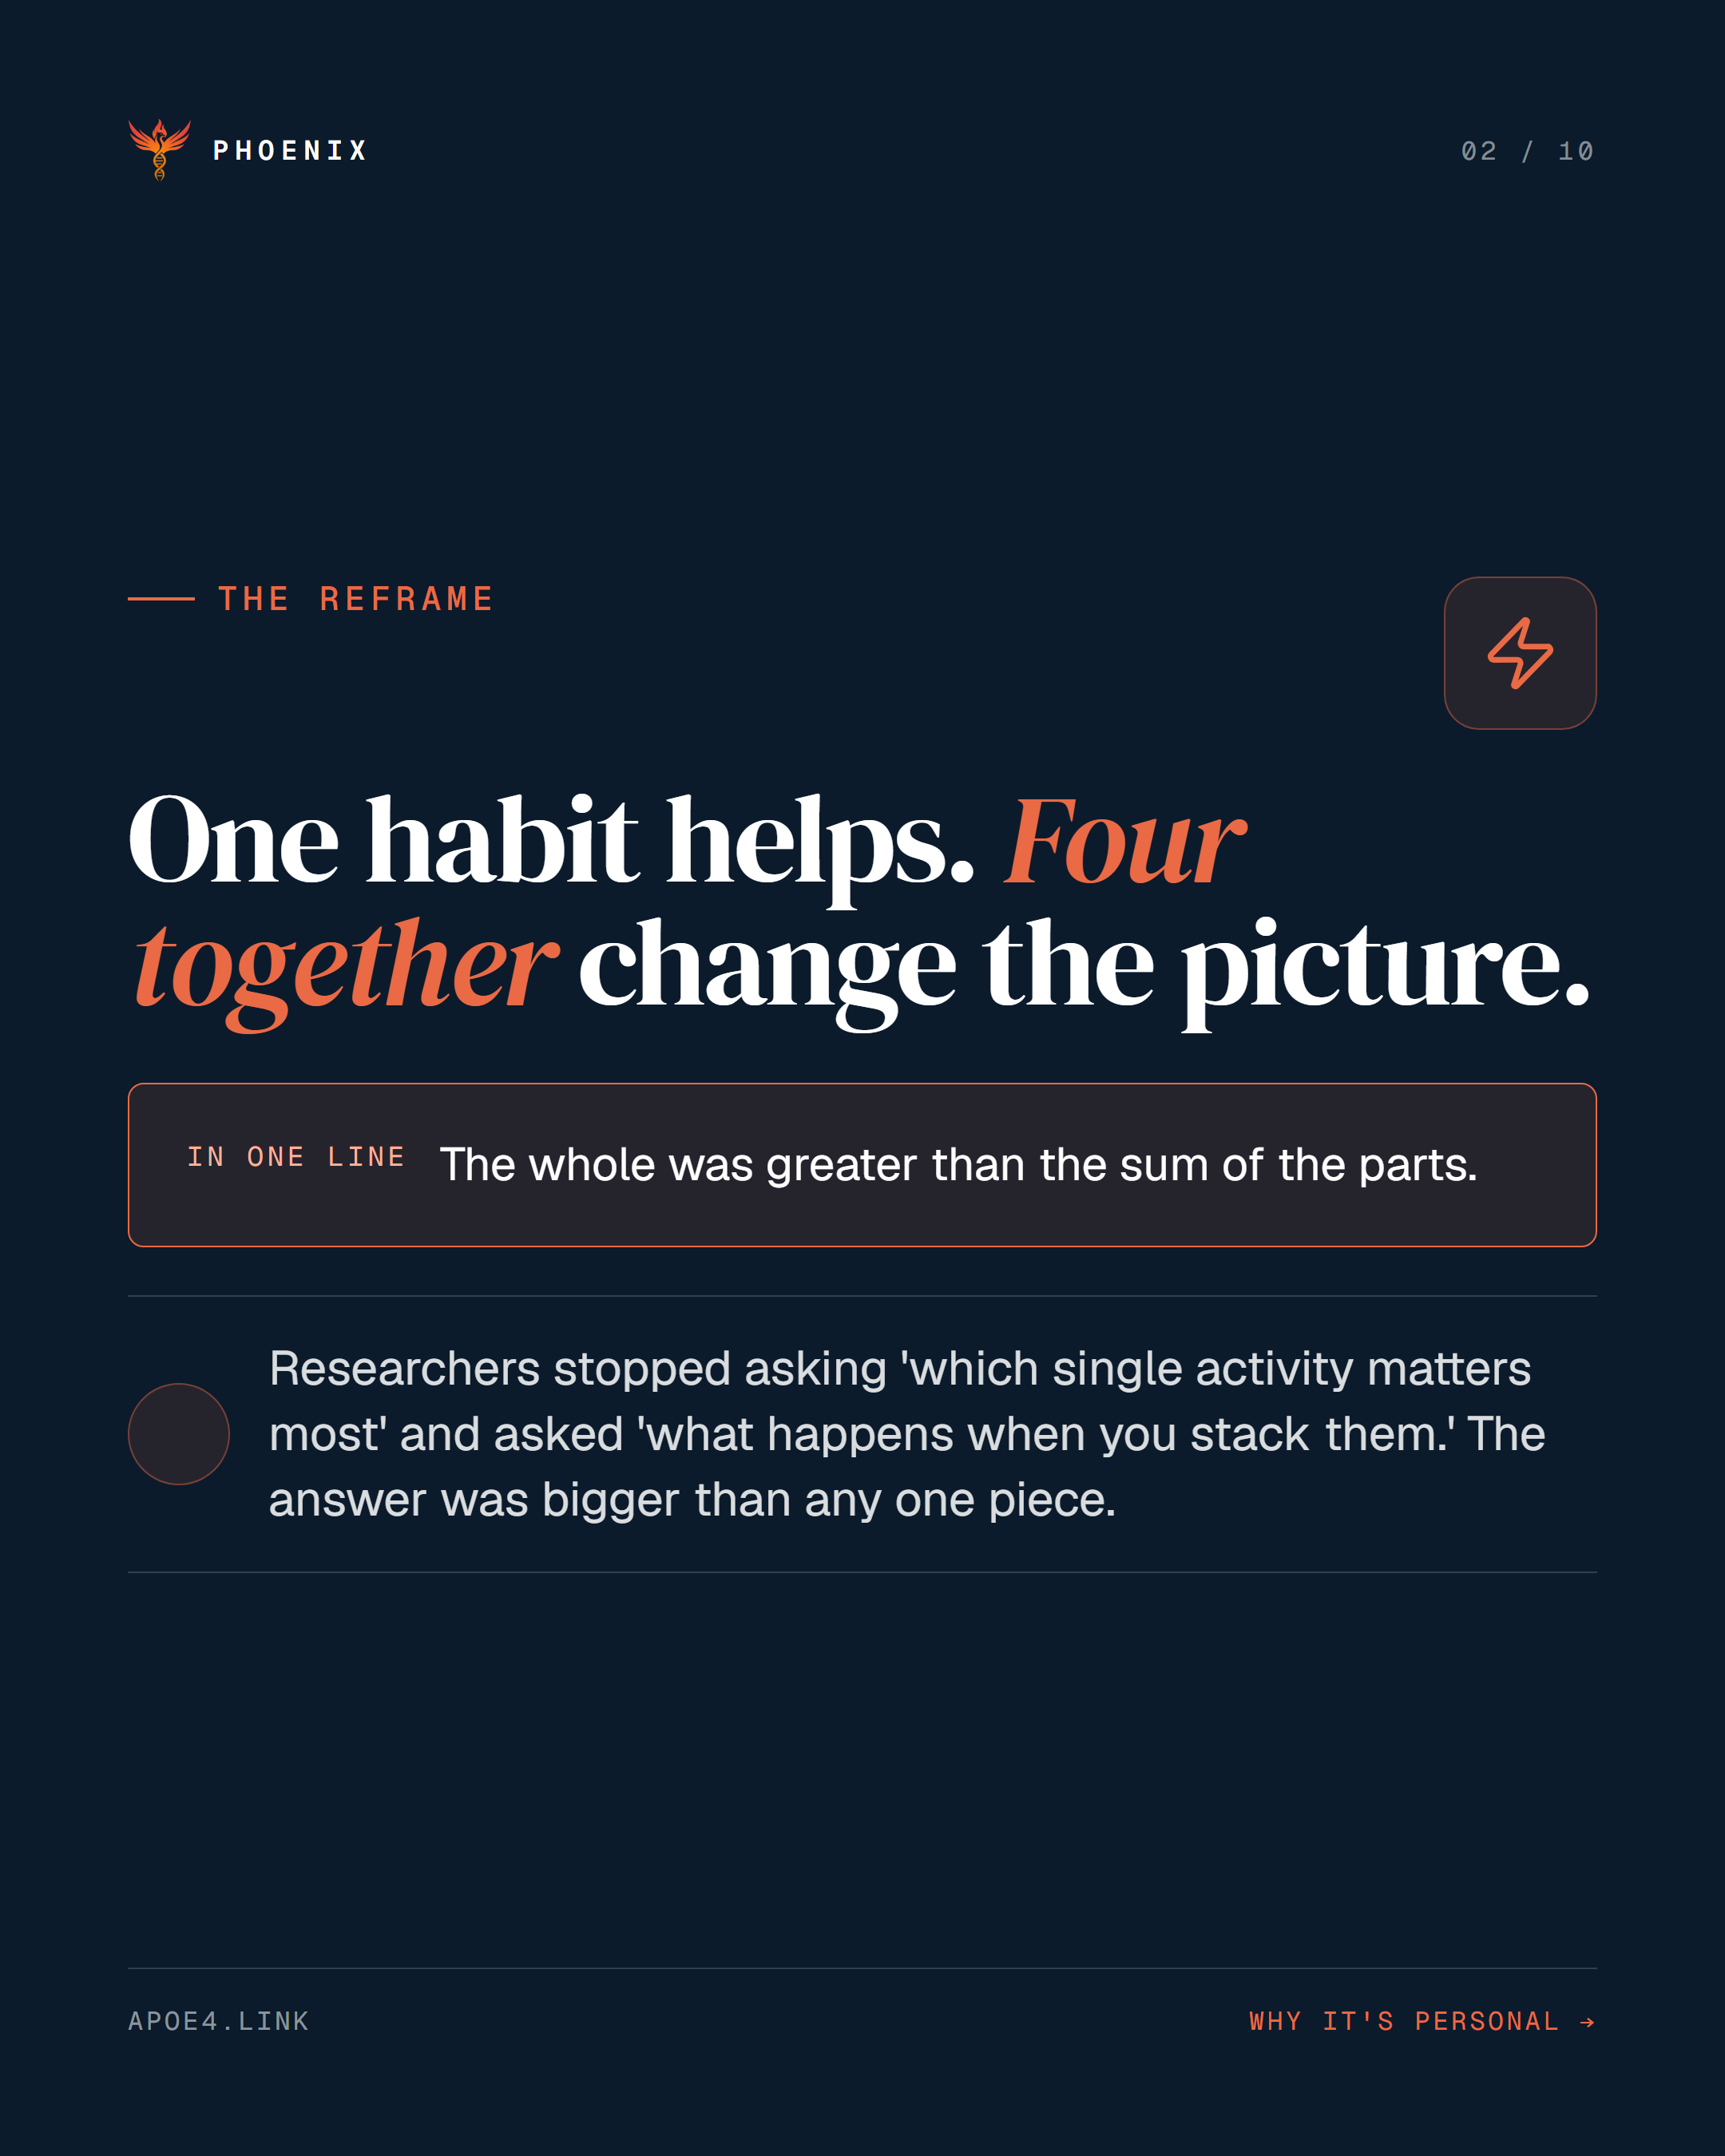 PHOENIX
02 / 10
THE REFRAME
One habit helps. Four
together change the picture.
IN ONE LINE The whole was greater than the sum of the parts.
Researchers stopped asking 'which single activity matters
most' and asked 'what happens when you stack them.' The
answer was bigger than any one piece.
APOE4.LINK
WHY IT'S PERSONAL →